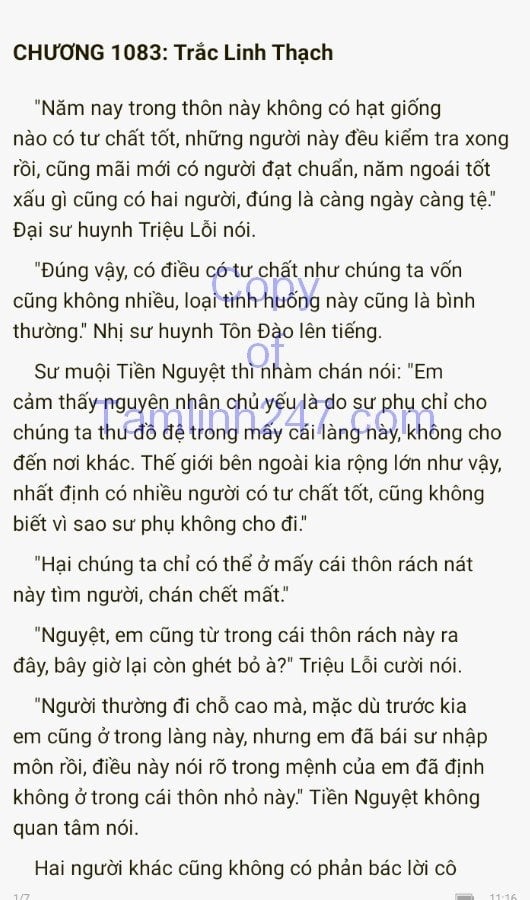 CHƯƠNG 1083: Trắc Linh Thạch
"Năm nay trong thôn này không có hạt giống
nào có tư chất tốt, những người này đều kiểm tra xong
rồi, cũng mãi mới có người đạt chuẩn, năm ngoái tốt
xấu gì cũng có hai người, đúng là càng ngày càng tệ."
Đại sư huynh Triệu Lỗi nói.
"Đúng vậy, có điều có tư chất như chúng ta vốn
cũng không nhiều, loại tình huống này cũng là bình
thường." Nhị sư huynh Tôn Đào lên tiếng.
Sư muội Tiền Nguyệt thì nhàm chán nói: "Em
cảm thấy nguyên nhân chủ yếu là do sư phụ chỉ cho
chúng ta thu đồ đệ trong mấy cái làng này, không cho
đến nơi khác. Thế giới bên ngoài kia rộng lớn như vậy,
nhất định có nhiều người có tư chất tốt, cũng không
biết vì sao sư phụ không cho đi."
"Hại chúng ta chỉ có thể ở mấy cái thôn rách nát
này tìm người, chán chết mất."
"Nguyệt, em cũng từ trong cái thôn rách này ra
đây, bây giờ lại còn ghét bỏ à?" Triệu Lỗi cười nói.
"Người thường đi chỗ cao mà, mặc dù trước kia
em cũng ở trong làng này, nhưng em đã bái sư nhập
môn rồi, điều này nói rõ trong mệnh của em đã định
không ở trong cái thôn nhỏ này." Tiền Nguyệt không
quan tâm nói.
Hai người khác cũng không có phản bác lời cô
Copy
of
Tamlinh247.com
1/7
11:16